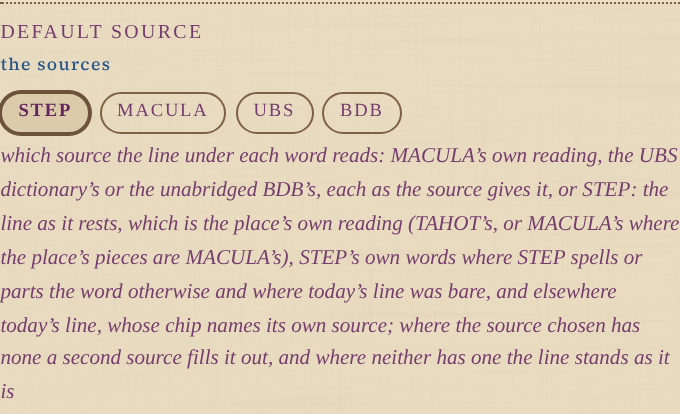 DEFAULT SOURCE
the sources
STEP MACULA UBS BDB
which source the line under each word reads: MACULA’s own reading, the UBS
dictionary’s or the unabridged BDB’s, each as the source gives it, or STEP: the
line as it rests, which is the place’s own reading (TAHOT’s, or MACULA’s where
the place’s pieces are MACULA’s), STEP’s own words where STEP spells or
parts the word otherwise and where today’s line was bare, and elsewhere
today’s line, whose chip names its own source; where the source chosen has
none a second source fills it out, and where neither has one the line stands as it
is